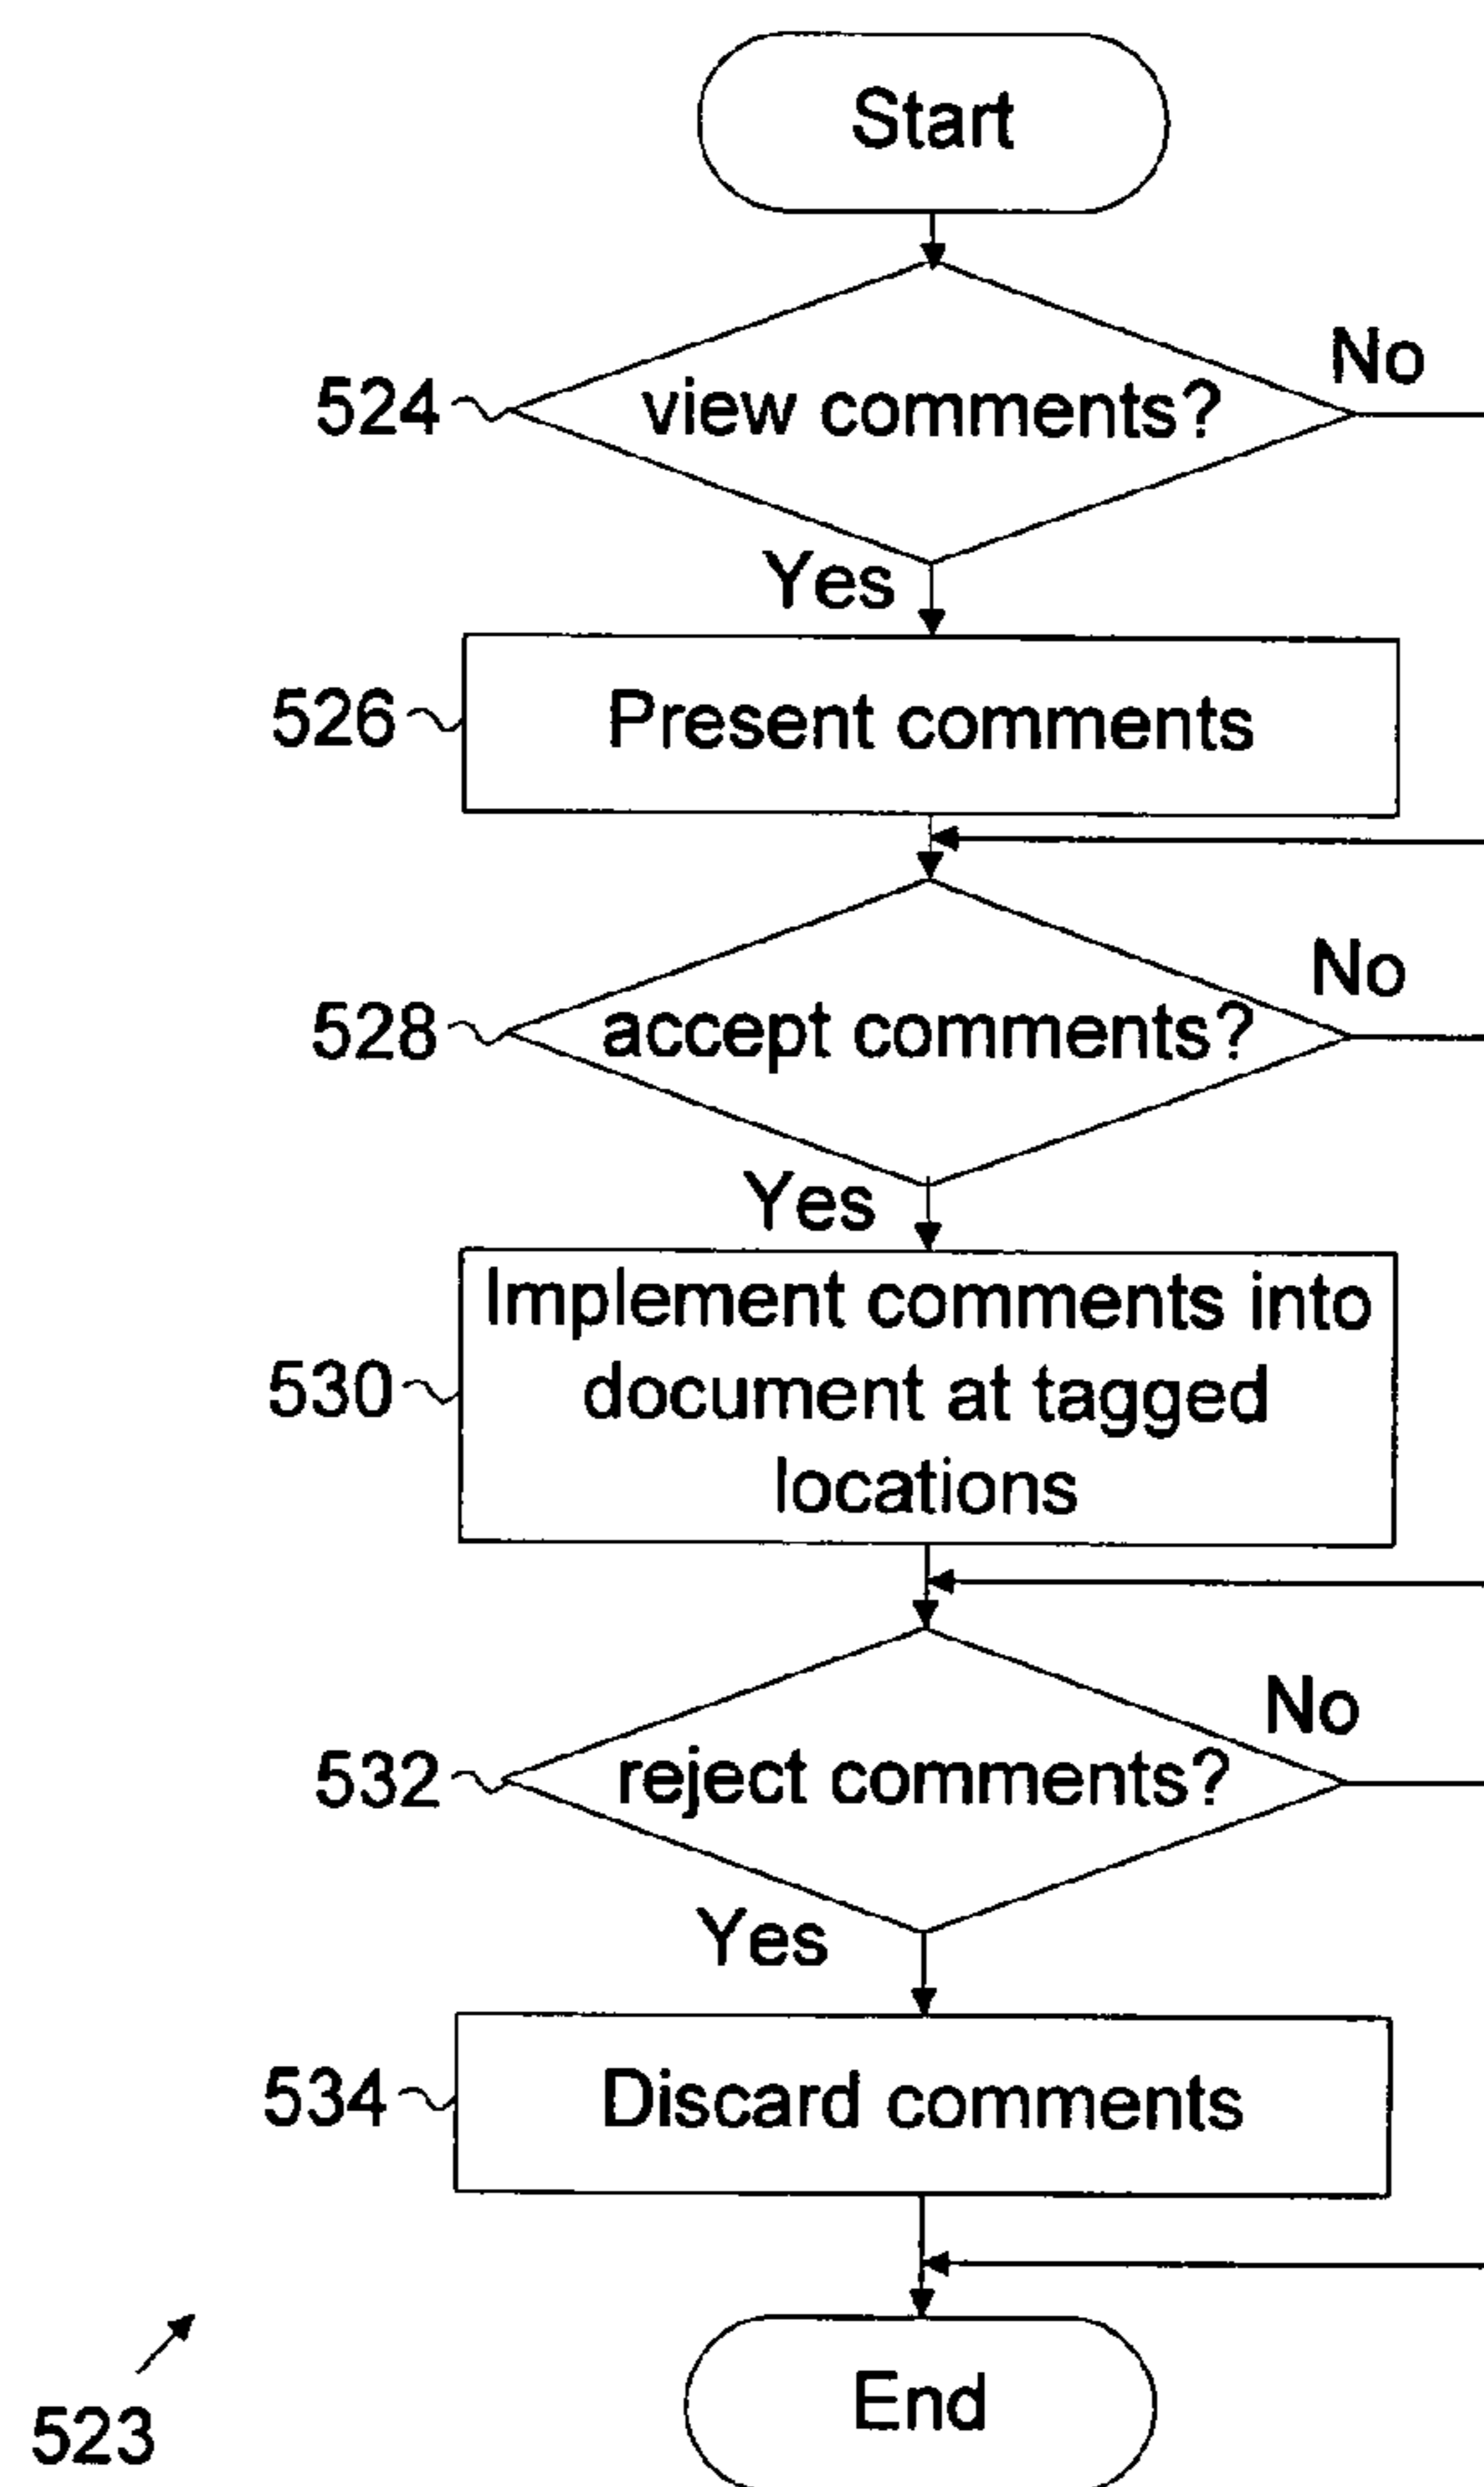 Start
view comments?
No
524
Yes
Present comments
526
accept comments?
No
528
Yes
Implement comments into
document at tagged
locations
530
reject comments?
No
532
Yes
Discard comments
534
End
523